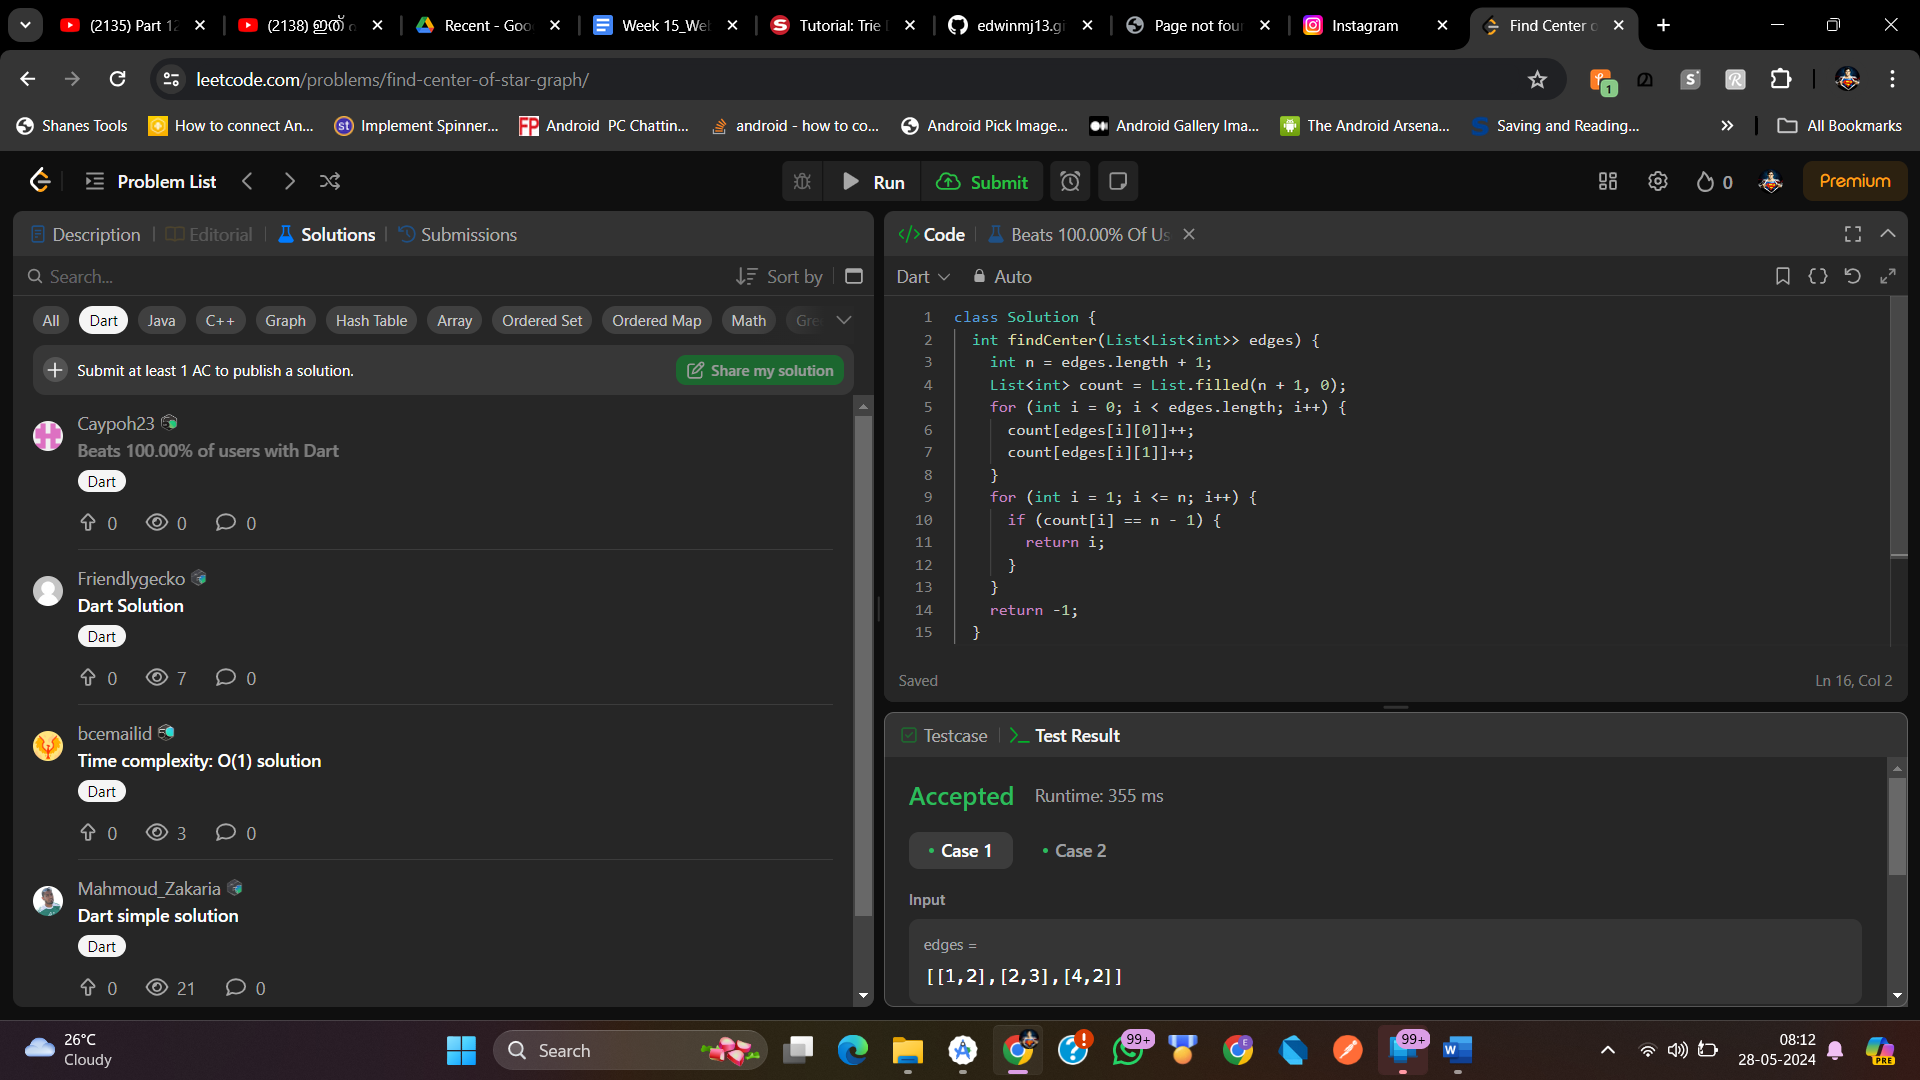 (2135) Part 12
(2138) ഇത്
Recent - Goo
Week 15_We
Tutorial: Trie
edwinmj13.gi
Page not four
Instagram
Find Center o
leetcode.com/problems/find-center-of-star-graph/
1
Shanes Tools
How to connect An...
st
Implement Spinner...
FP
Android PC Chattin...
android - how to co...
Android Pick Image...
Android Gallery Ima...
The Android Arsena...
Saving and Reading...
All Bookmarks
Problem List
Run
Submit
0
Premium
Description
Editorial
Solutions
Submissions
Search...
Sort by
All
Dart
Java
C++
Graph
Hash Table
Array
Ordered Set
Ordered Map
Math
Gre
Submit at least 1 AC to publish a solution.
Share my solution
Caypoh23
Beats 100.00% of users with Dart
Dart
0 0 0
Friendlygecko
Dart Solution
Dart
0 7 0
bcemailid
Time complexity: O(1) solution
Dart
0 3 0
Mahmoud_Zakaria
Dart simple solution
Dart
0 21 0
Code
Beats 100.00% Of Us
Dart
Auto
1 class Solution {
2 int findCenter(List<List<int>> edges) {
3 int n = edges.length + 1;
4 List<int> count = List.filled(n + 1, 0);
5 for (int i = 0; i < edges.length; i++) {
6 count[edges[i][0]]++;
7 count[edges[i][1]]++;
8 }
9 for (int i = 1; i <= n; i++) {
10 if (count[i] == n - 1) {
11 return i;
12 }
13 }
14 return -1;
15 }
Saved
Ln 16, Col 2
Testcase
Test Result
Accepted
Runtime: 355 ms
Case 1
Case 2
Input
edges =
[[1,2],[2,3],[4,2]]
26°C
Cloudy
Search
99+
99+
08:12
28-05-2024
PRE